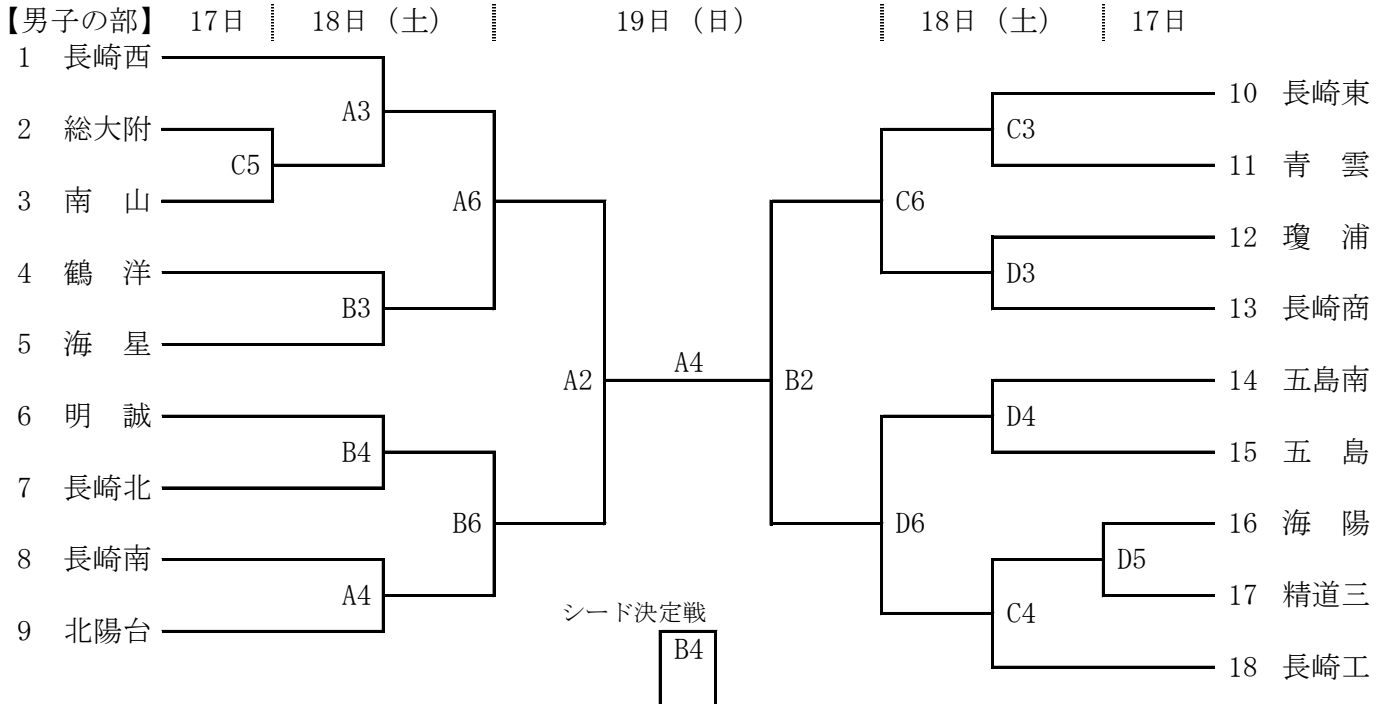 【男子の部】 17日 18日（土） 19日（日） 18日（土） 17日
1 長崎西
2 総大附
3 南　山
4 鶴　洋
5 海　星
6 明　誠
7 長崎北
8 長崎南
9 北陽台
C5
A3
B3
B4
A4
A6
B6
A2
A4
B2
C6
D6
C3
D3
D4
C4
D5
10 長崎東
11 青　雲
12 瓊　浦
13 長崎商
14 五島南
15 五　島
16 海　陽
17 精道三
18 長崎工
シード決定戦
B4